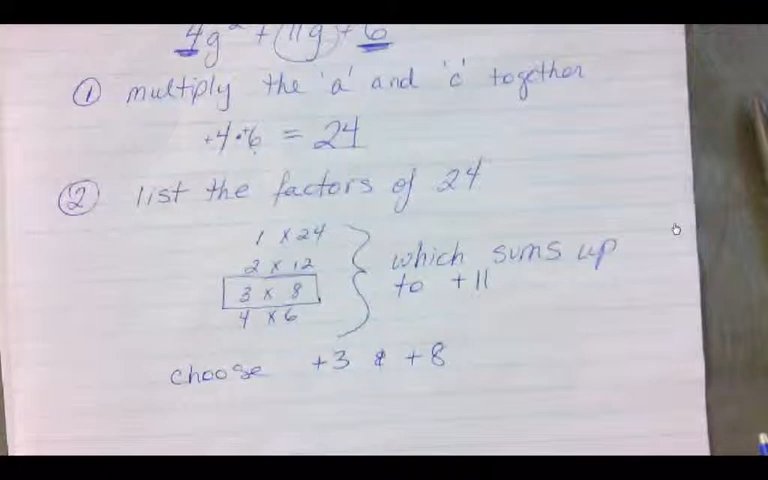 4g² + 11g + 6
① multiply the 'a' and 'c' together
+4 · +6 = 24
② list the factors of 24
1 x 24
2 x 12
3 x 8
4 x 6
which sums up
to +11
choose +3 & +8